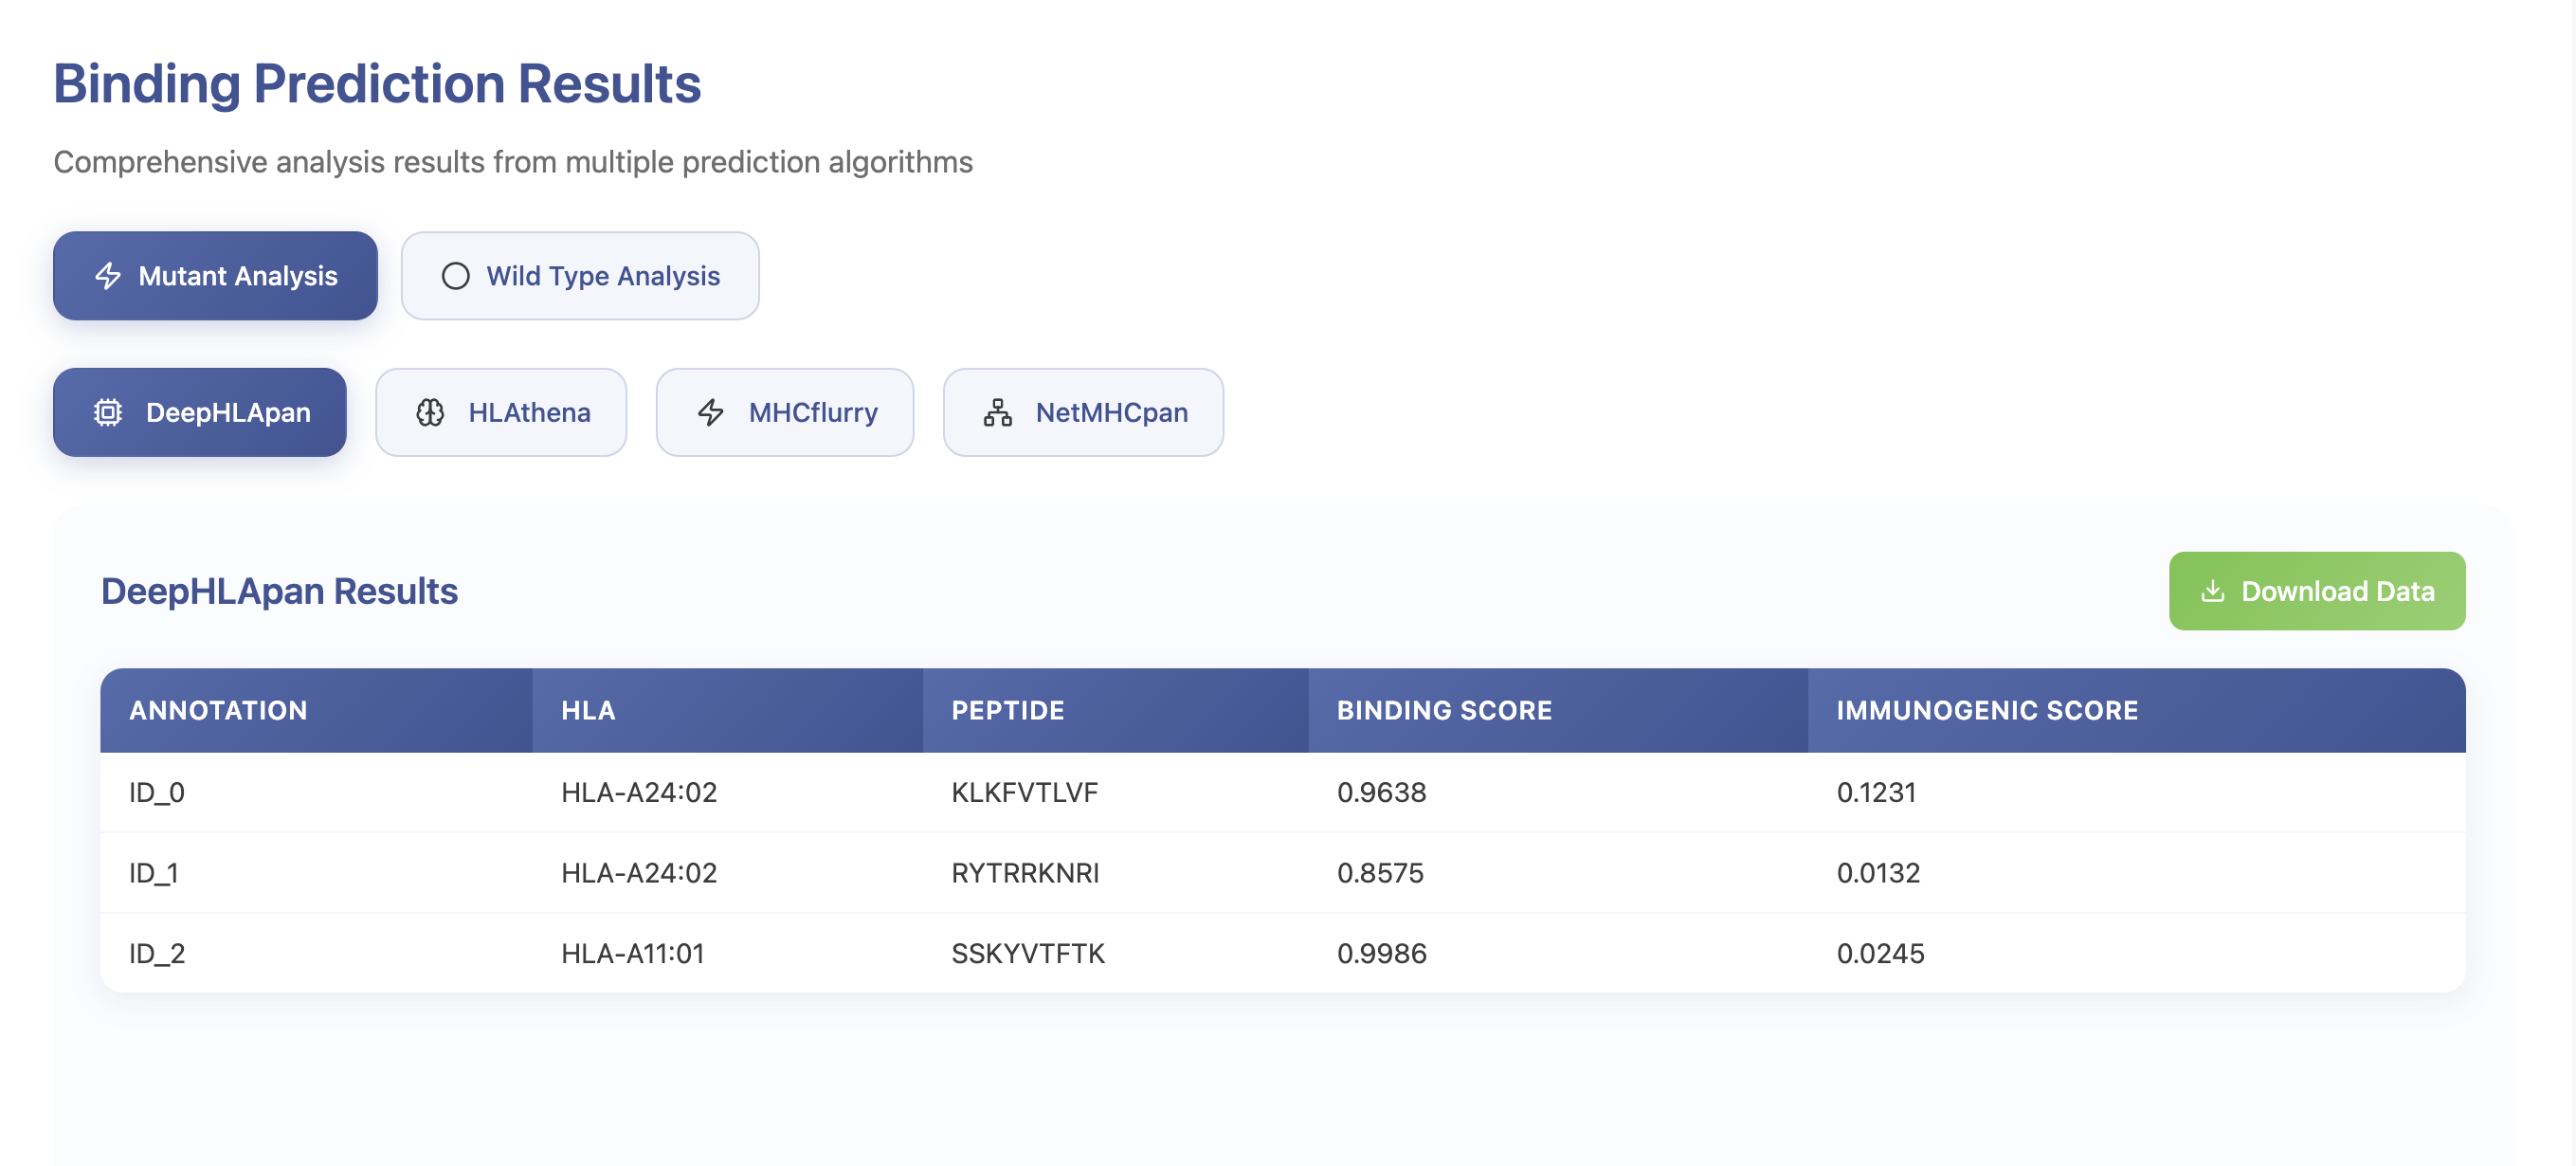 Binding Prediction Results
Comprehensive analysis results from multiple prediction algorithms
Mutant Analysis Wild Type Analysis
DeepHLApan HLAthena MHCflurry NetMHCpan
DeepHLApan Results Download Data
ANNOTATION HLA PEPTIDE BINDING SCORE IMMUNOGENIC SCORE
ID_0 HLA-A24:02 KLKFVTLVF 0.9638 0.1231
ID_1 HLA-A24:02 RYTRRKNRI 0.8575 0.0132
ID_2 HLA-A11:01 SSKYVTFTK 0.9986 0.0245